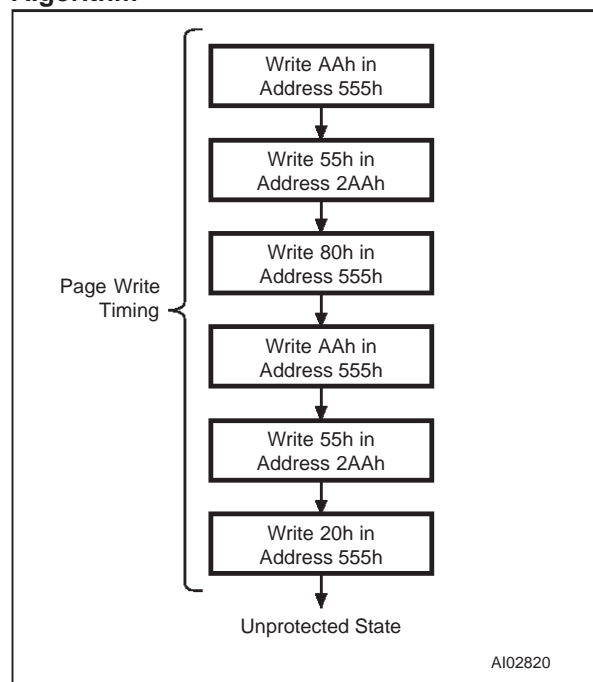 Write AAh in
Address 555h
Write 55h in
Address 2AAh
Write 80h in
Address 555h
Page Write
Timing
Write AAh in
Address 555h
Write 55h in
Address 2AAh
Write 20h in
Address 555h
Unprotected State
AI02820